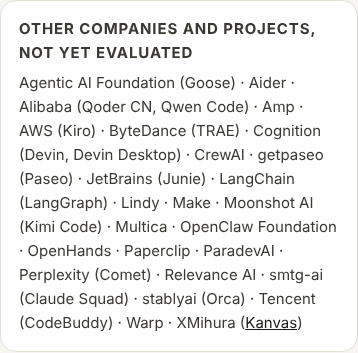 OTHER COMPANIES AND PROJECTS,
NOT YET EVALUATED
Agentic AI Foundation (Goose) · Aider ·
Alibaba (Qoder CN, Qwen Code) · Amp ·
AWS (Kiro) · ByteDance (TRAE) · Cognition
(Devin, Devin Desktop) · CrewAI · getpaseo
(Paseo) · JetBrains (Junie) · LangChain
(LangGraph) · Lindy · Make · Moonshot AI
(Kimi Code) · Multica · OpenClaw Foundation
· OpenHands · Paperclip · ParadevAI ·
Perplexity (Comet) · Relevance AI · smtg-ai
(Claude Squad) · stablyai (Orca) · Tencent
(CodeBuddy) · Warp · XMihura (Kanvas)